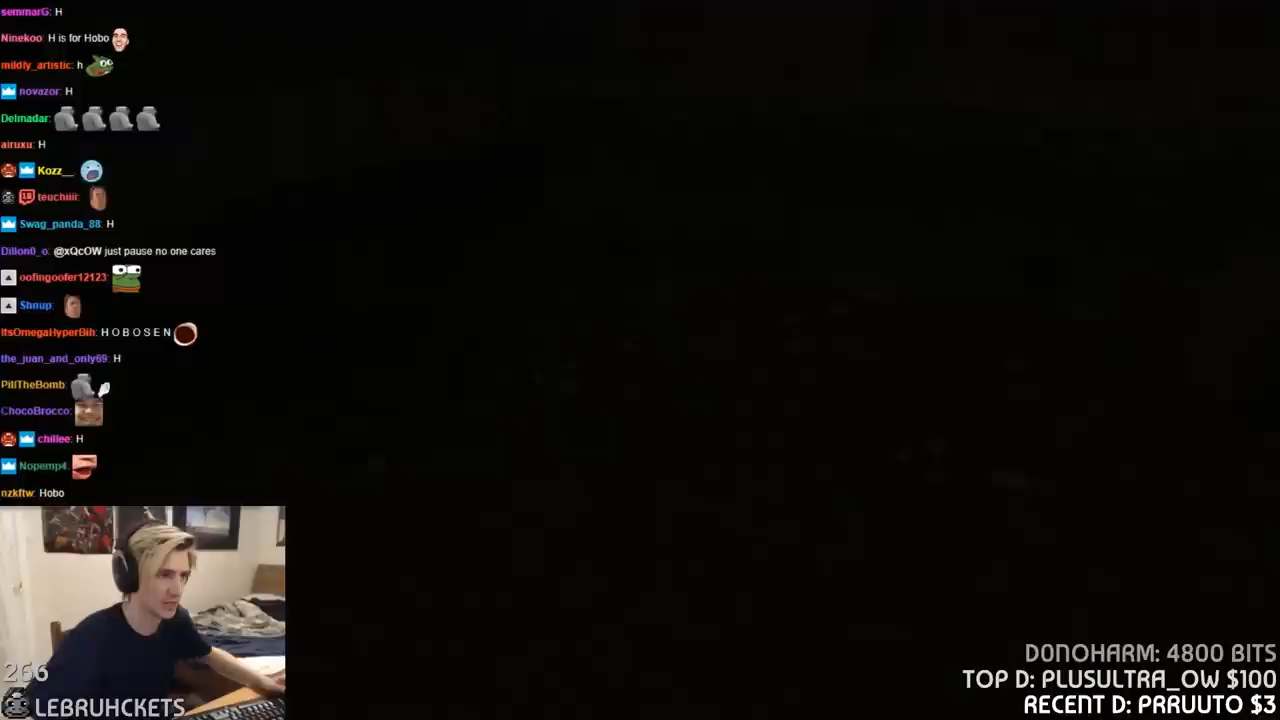 semmarG: H
Ninekoo: H is for Hobo
mildly_artistic: h
novazor: H
Delmadar:
airuxu: H
Kozz__
teuchiiii:
Swag_panda_88: H
Dillon0_o: @xQcOW just pause no one cares
oofingoofer12123:
Shnup:
ItsOmegaHyperBih: H O B O S E N
the_juan_and_only69: H
PillTheBomb:
ChocoBrocco:
chillee: H
Nopemp4:
nzkftw: Hobo
266
LEBRUHCKETS
DONOHARM: 4800 BITS
TOP D: PLUSULTRA_OW $100
RECENT D: PRRUUTO $3